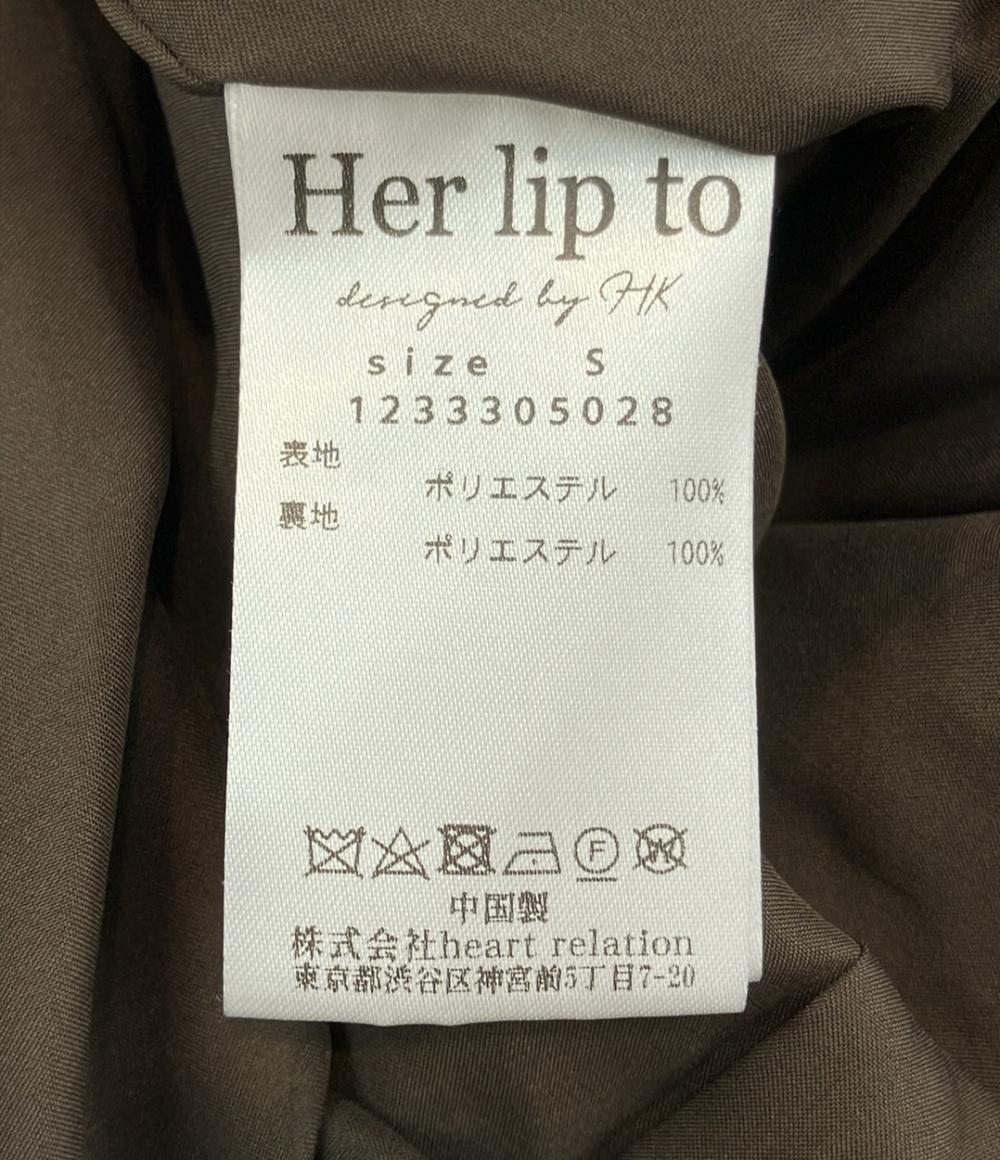 Her lip to
designed by HK
size S
1233305028
表地
ポリエステル 100%
裏地
ポリエステル 100%
F W
中国製
株式会社heart relation
東京都渋谷区神宮前5丁目7-20